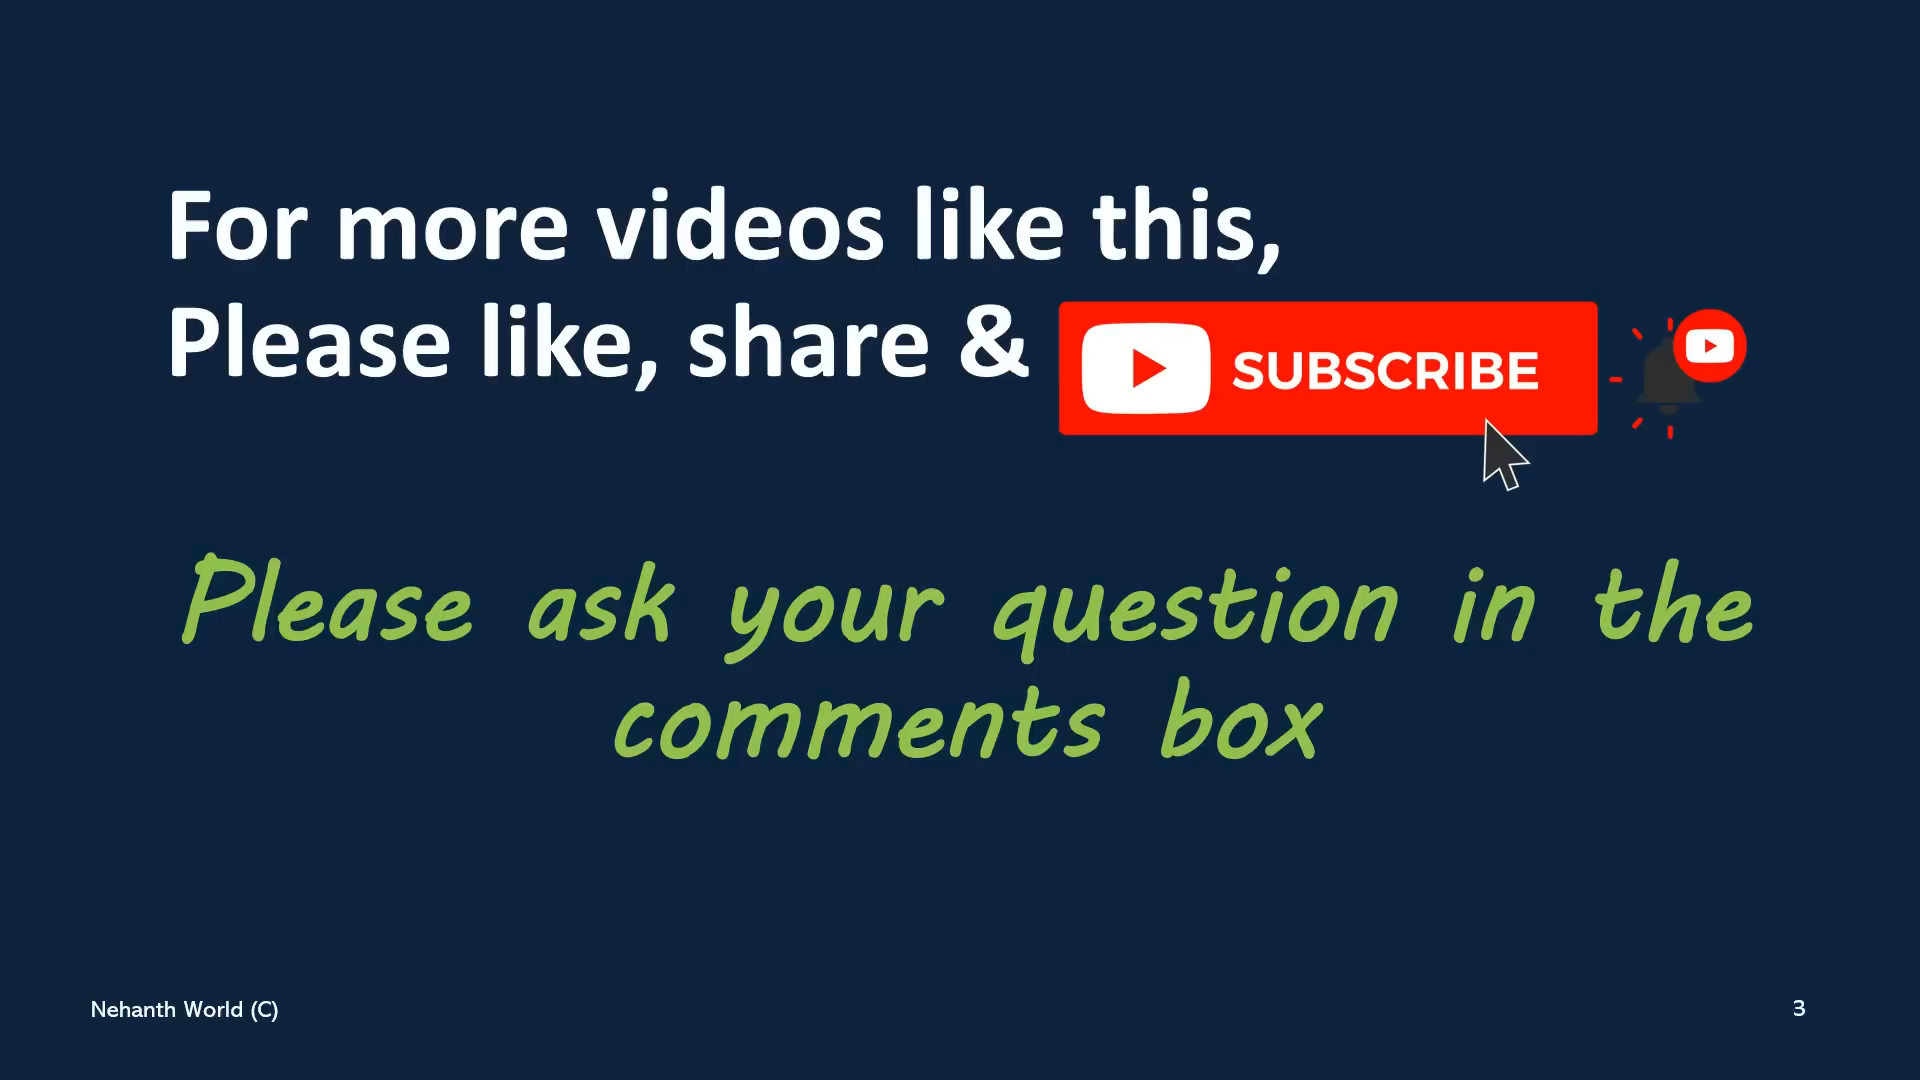 For more videos like this,
Please like, share & SUBSCRIBE
Please ask your question in the
comments box
Nehanth World (C)
3